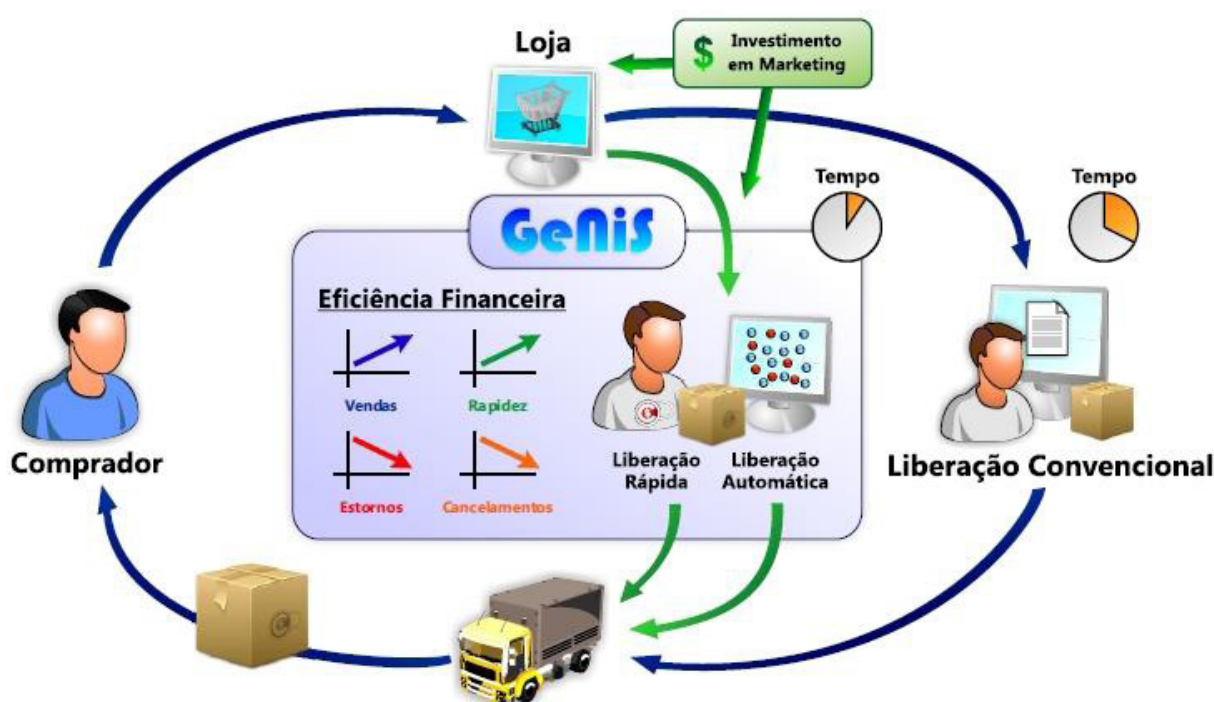 Loja
$ Investimento
em Marketing
Tempo
Tempo
GeNiS
Eficiência Financeira
Vendas
Rapidez
Estornos
Cancelamentos
Liberação
Rápida
Liberação
Automática
Comprador
Liberação Convencional